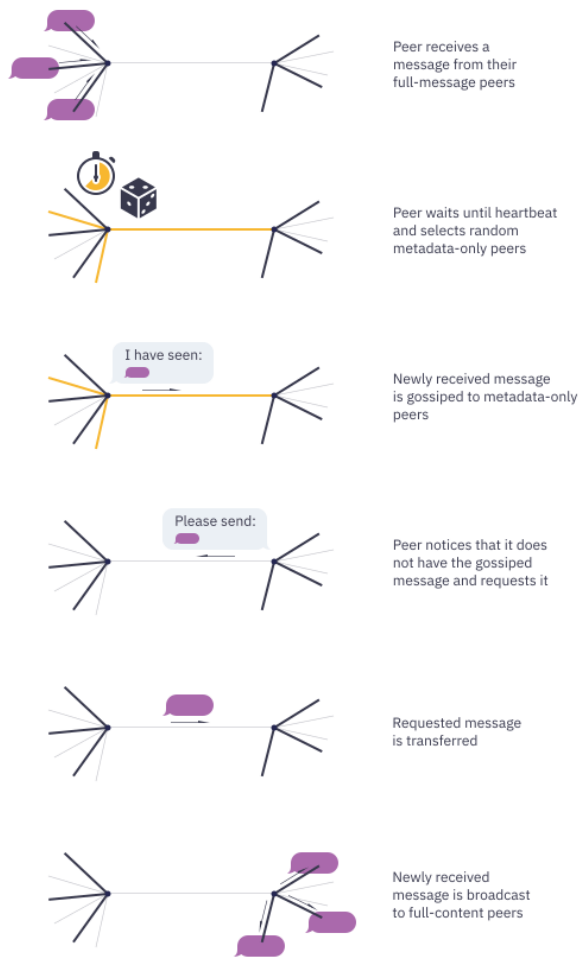 Peer receives a
message from their
full-message peers
Peer waits until heartbeat
and selects random
metadata-only peers
I have seen:
Newly received message
is gossiped to metadata-only
peers
Please send:
Peer notices that it does
not have the gossiped
message and requests it
Requested message
is transferred
Newly received
message is broadcast
to full-content peers